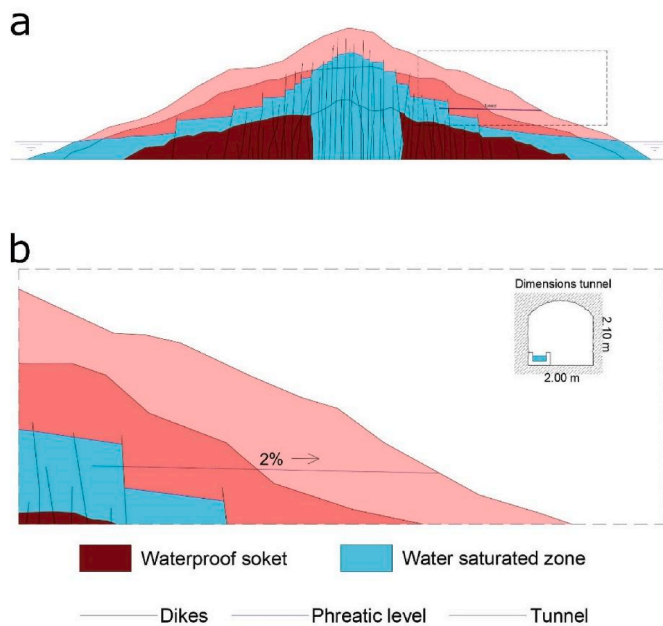 a
b
Dimensions tunnel
2.10 m
2.00 m
2%
Waterproof soket
Water saturated zone
Dikes
Phreatic level
Tunnel